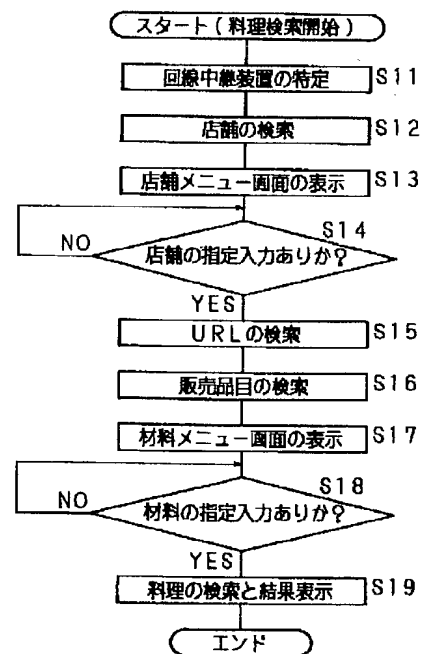 スタート(料理検索開始)
回線中継装置の特定 S11
店舗の検索 S12
店舗メニュー画面の表示 S13
S14
NO
店舗の指定入力ありか?
YES
URLの検索 S15
販売品目の検索 S16
材料メニュー画面の表示 S17
S18
NO
材料の指定入力ありか?
YES
料理の検索と結果表示 S19
エンド